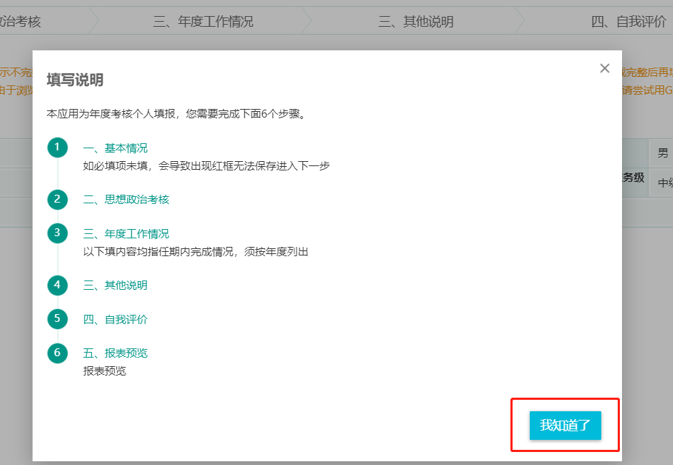 治考核
三、年度工作情况
三、其他说明
四、自我评价
示不完
完整后再
由于浏览
请尝试用G
填写说明
本应用为年度考核个人填报，您需要完成下面6个步骤。
1 一、基本情况
如必填项未填，会导致出现红框无法保存进入下一步
2 二、思想政治考核
3 三、年度工作情况
以下填内容均指任期内完成情况，须按年度列出
4 三、其他说明
5 四、自我评价
6 五、报表预览
报表预览
男
务级
中级
我知道了